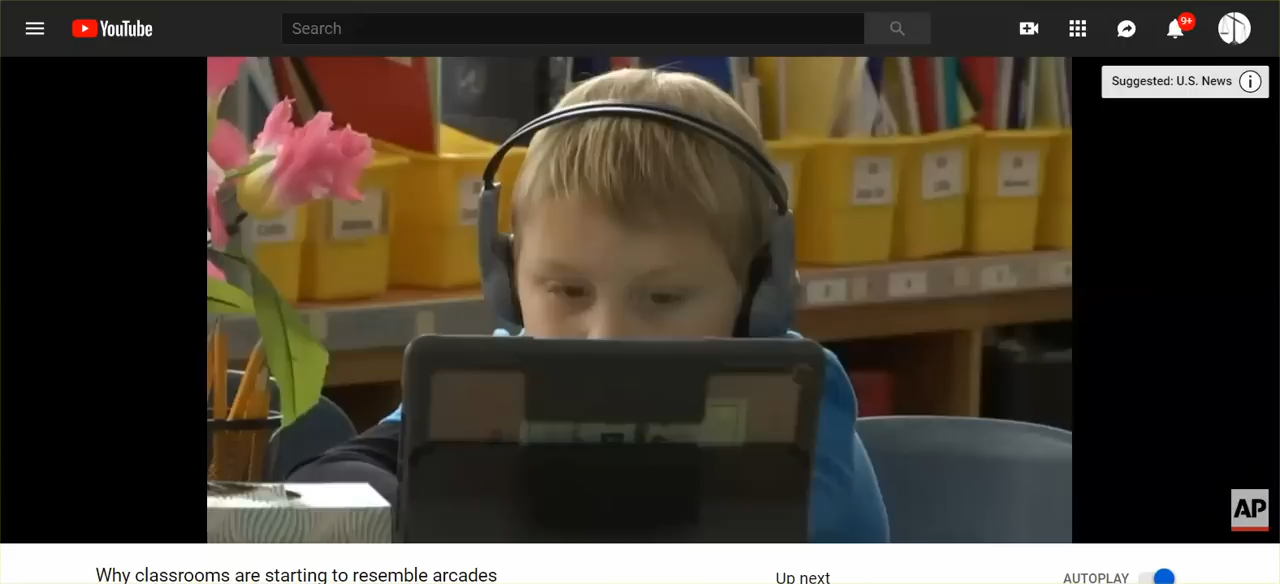 YouTube
Search
9+
Suggested: U.S. News
i
AP
Why classrooms are starting to resemble arcades
Up next
AUTOPLAY